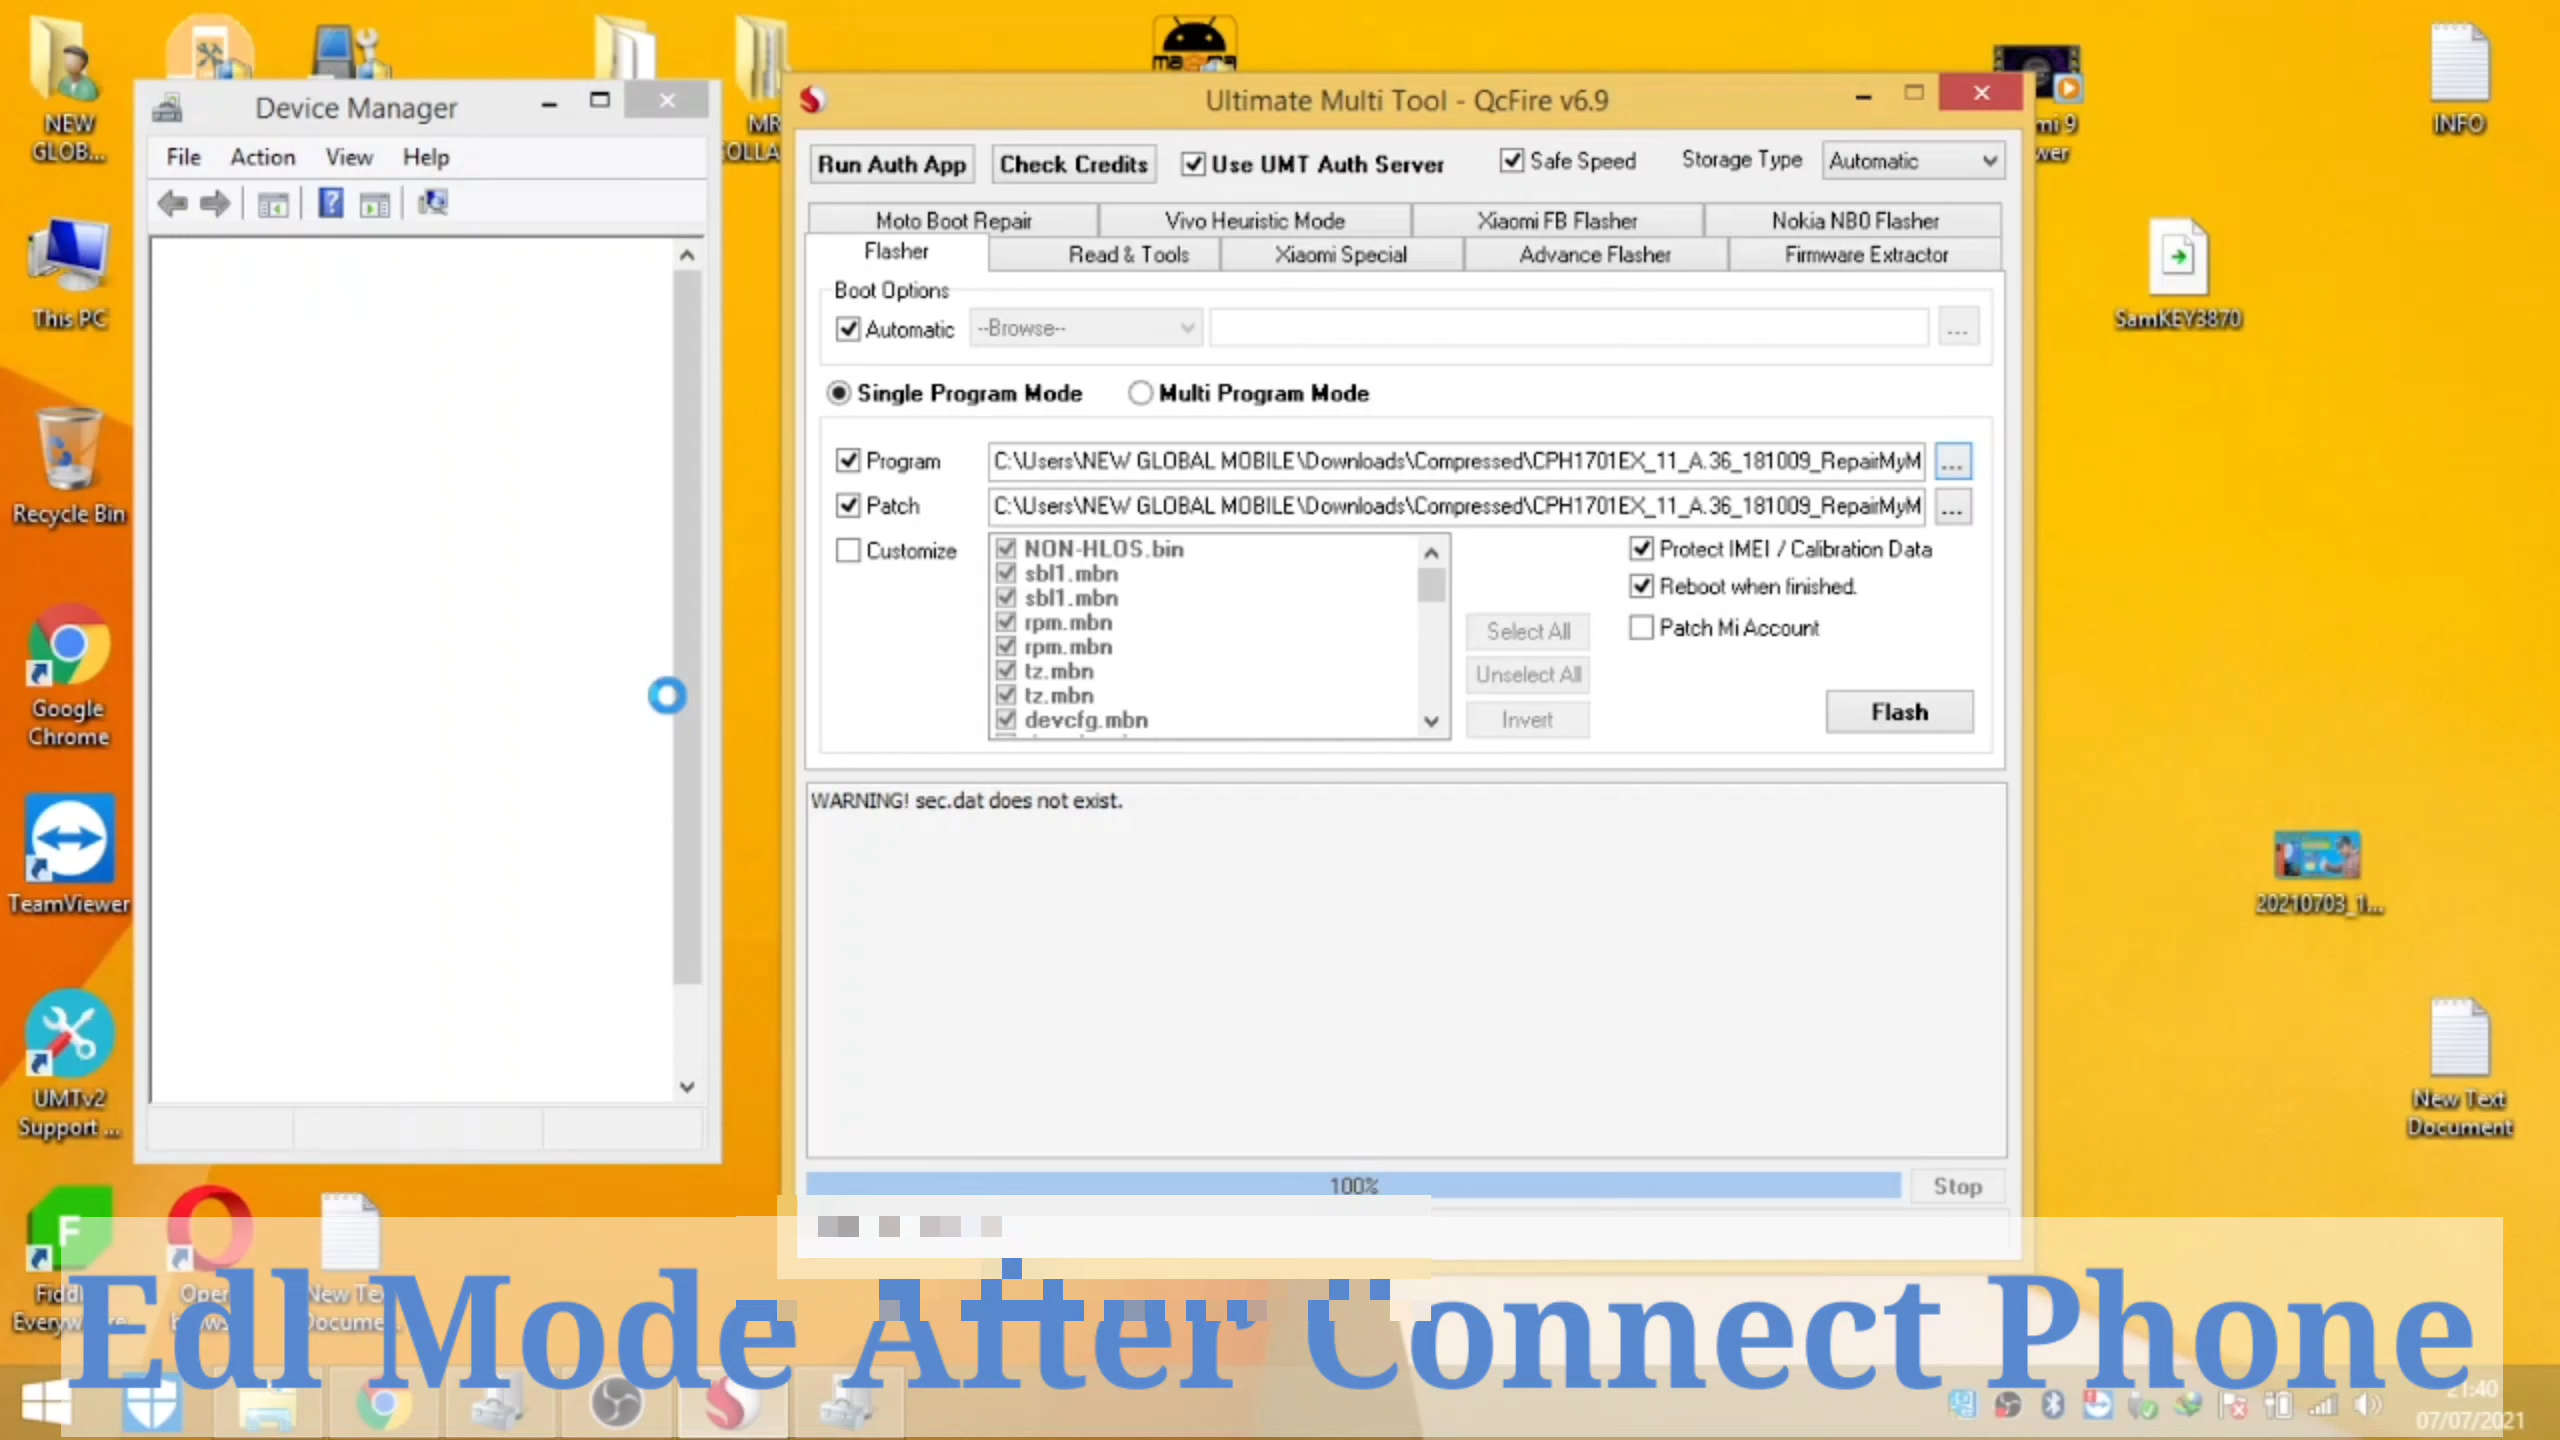 NEW
GLOB...
This PC
Recycle Bin
Google
Chrome
TeamViewer
UMTv2
Support ...
Device Manager
File Action View Help
Ultimate Multi Tool - QcFire v6.9
Run Auth App Check Credits Use UMT Auth Server Safe Speed Storage Type Automatic
Moto Boot Repair Vivo Heuristic Mode Xiaomi FB Flasher Nokia NB0 Flasher
Flasher Read & Tools Xiaomi Special Advance Flasher Firmware Extractor
Boot Options
Automatic --Browse-- ...
Single Program Mode Multi Program Mode
Program C:\Users\NEW GLOBAL MOBILE\Downloads\Compressed\CPH1701EX_11_A.36_181009_RepairMyM ...
Patch C:\Users\NEW GLOBAL MOBILE\Downloads\Compressed\CPH1701EX_11_A.36_181009_RepairMyM ...
Customize
NON-HLOS.bin
sbl1.mbn
sbl1.mbn
rpm.mbn
rpm.mbn
tz.mbn
tz.mbn
devcfg.mbn
Select All
Unselect All
Invert
Protect IMEI / Calibration Data
Reboot when finished.
Patch Mi Account
Flash
WARNING! sec.dat does not exist.
100% Stop
INFO
SamKEY3870
20210703_1...
New Text
Document
Edl Mode After Connect Phone
21:40
07/07/2021